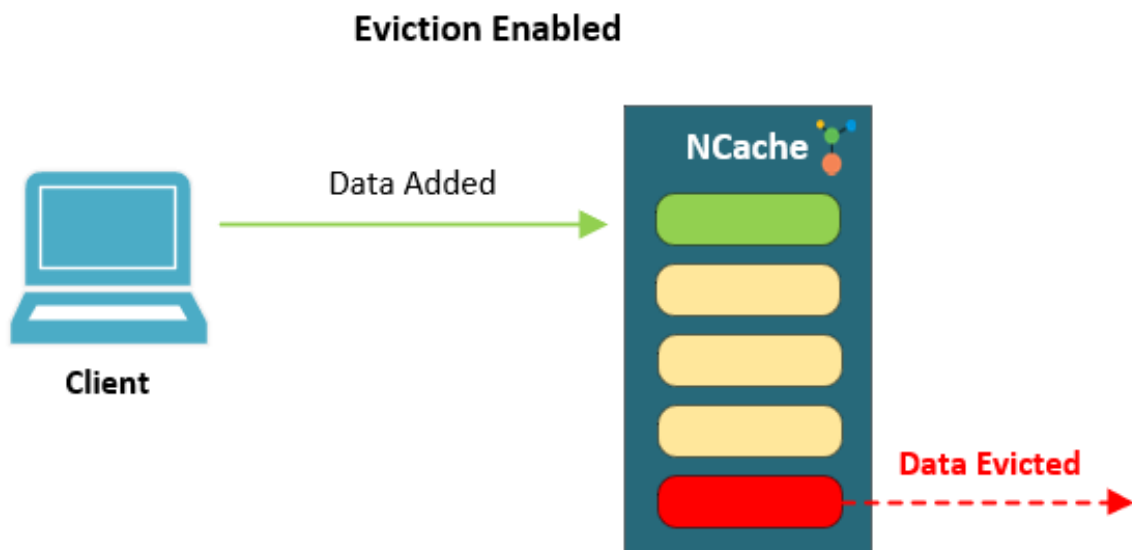 Eviction Enabled
NCache
Data Added
Client
Data Evicted